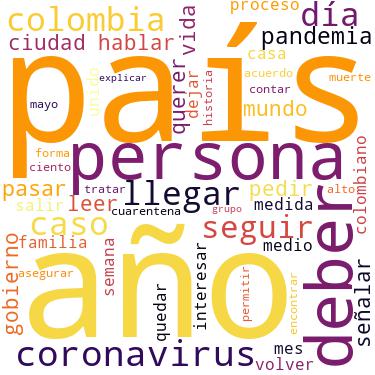 proceso
colombia
día
vida
ciudad hablar
pandemia
querer
dejar
casa
unido
explicar
acuerdo
muerte
país
mayo
historia
contar
mundo
persona
forma
ciento
pasar
tratar
llegar
pedir
alto
colombiano
salir
leer
cuarentena
grupo
medida
deber
caso
seguir
gobierno
familia
semana
año
medio
señalar
asegurar
quedar
interesar
permitir
encontrar
coronavirus
mes
volver